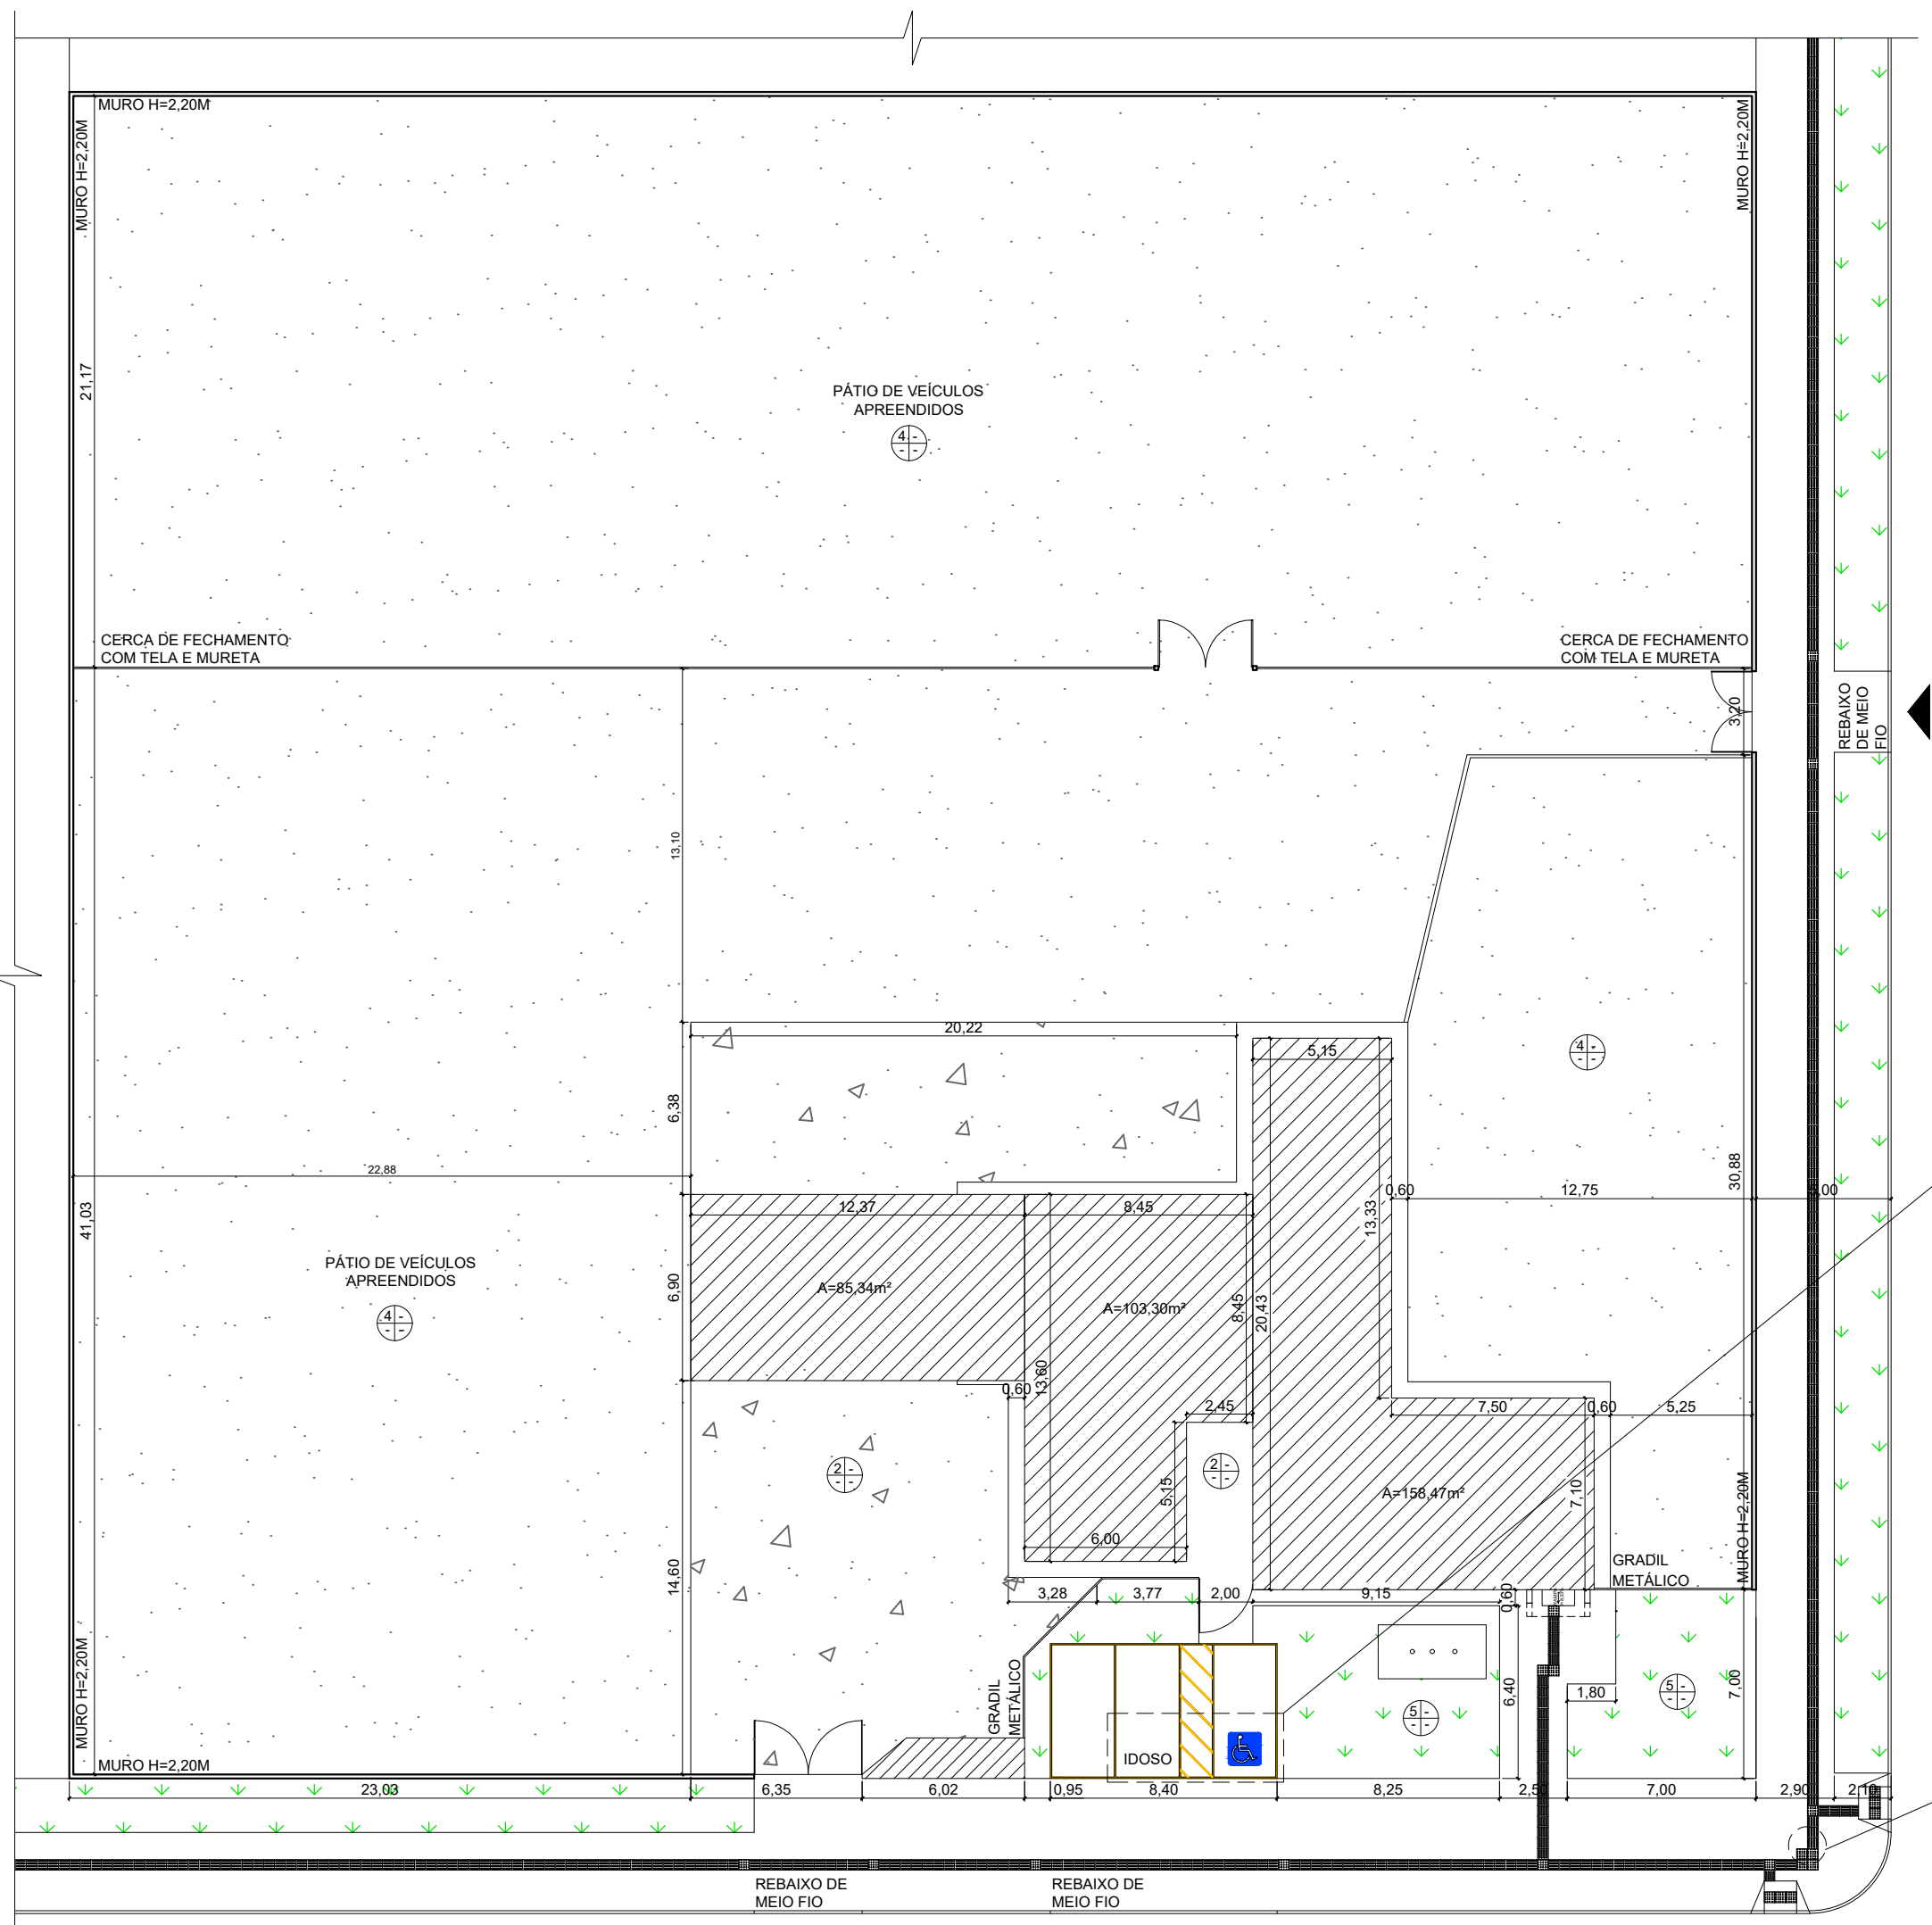 MURO H=2,20M
MURO H=2,20M
MURO H=2,20M
21,17
PÁTIO DE VEÍCULOS
APREENDIDOS
4 -
- -
CERCA DE FECHAMENTO
COM TELA E MURETA
CERCA DE FECHAMENTO
COM TELA E MURETA
3,20
REBAIXO
DE MEIO
FIO
13,10
20,22
5,15
4 -
- -
6,38
22,88
0,60
12,75
30,88
5,00
12,37
8,45
13,33
41,03
PÁTIO DE VEÍCULOS
APREENDIDOS
4 -
- -
6,90
A=85,34m²
A=103,30m²
8,45
20,43
13,60
0,60
2,45
7,50
0,60
5,25
2 -
- -
2 -
- -
5,15
A=158,47m²
7,10
MURO H=2,20M
6,00
14,60
GRADIL
METÁLICO
3,28
3,77
2,00
9,15
0,60
GRADIL
METÁLICO
6,40
1,80
5 -
- -
7,00
5 -
- -
MURO H=2,20M
MURO H=2,20M
IDOSO
23,03
6,35
6,02
0,95
8,40
8,25
2,50
7,00
2,90
2,10
REBAIXO DE
MEIO FIO
REBAIXO DE
MEIO FIO